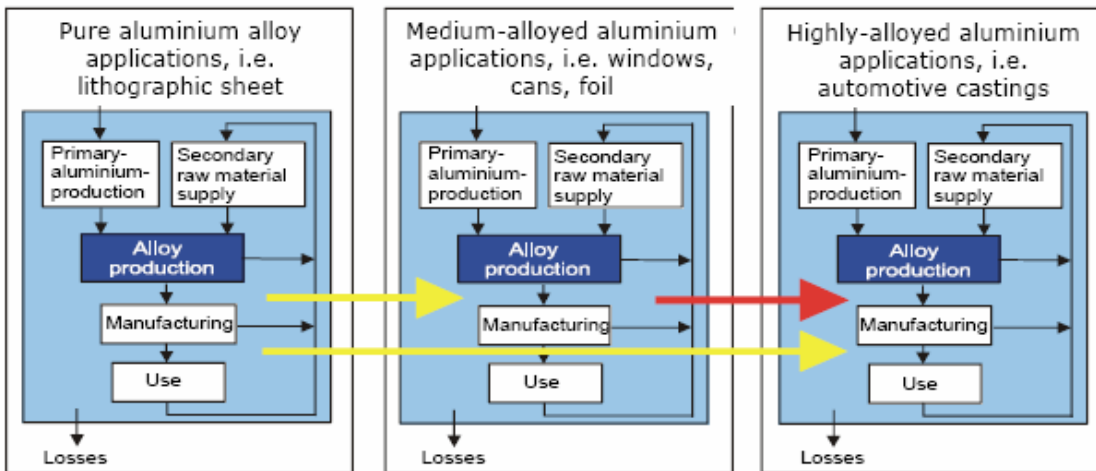 Pure aluminium alloy
applications, i.e.
lithographic sheet
Primary-
aluminium-
production
Secondary
raw material
supply
Alloy
production
Manufacturing
Use
Losses
Medium-alloyed aluminium
applications, i.e. windows,
cans, foil
Primary-
aluminium-
production
Secondary
raw material
supply
Alloy
production
Manufacturing
Use
Losses
Highly-alloyed aluminium
applications, i.e.
automotive castings
Primary-
aluminium-
production
Secondary
raw material
supply
Alloy
production
Manufacturing
Use
Losses